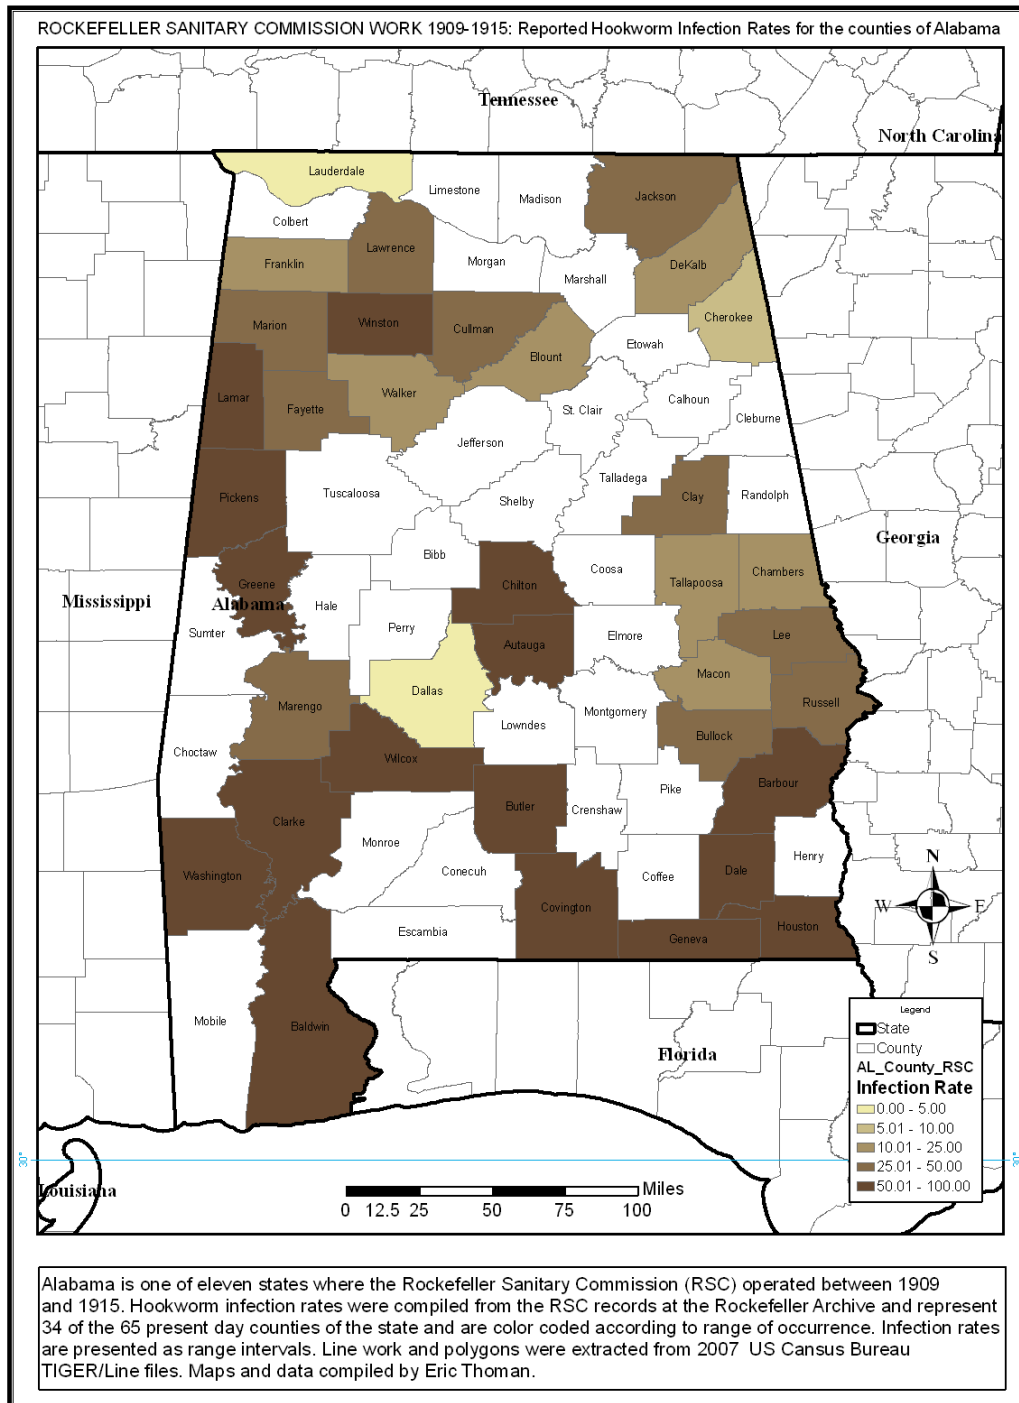 ROCKEFELLER SANITARY COMMISSION WORK 1909-1915: Reported Hookworm Infection Rates for the counties of Alabama
Tennessee
North Carolina
Lauderdale
Limestone
Madison
Jackson
Colbert
Lawrence
Franklin
Morgan
DeKalb
Marshall
Cherokee
Marion
Winston
Cullman
Blount
Etowah
Lamar
Fayette
Walker
St. Clair
Calhoun
Cleburne
Jefferson
Pickens
Tuscaloosa
Shelby
Talladega
Clay
Randolph
Georgia
Bibb
Greene
Chilton
Coosa
Tallapoosa
Chambers
Mississippi
Alabama
Hale
Sumter
Perry
Autauga
Elmore
Lee
Dallas
Macon
Marengo
Lowndes
Montgomery
Russell
Choctaw
Wilcox
Bullock
Barbour
Butler
Crenshaw
Pike
Clarke
Monroe
Conecuh
Washington
Coffee
Dale
Henry
Covington
Escambia
Geneva
Houston
N
W
E
S
Mobile
Baldwin
Florida
Legend
State
County
AL_County_RSC
Infection Rate
0.00 - 5.00
5.01 - 10.00
10.01 - 25.00
25.01 - 50.00
50.01 - 100.00
30°
30°
Louisiana
Miles
0 12.5 25 50 75 100
Alabama is one of eleven states where the Rockefeller Sanitary Commission (RSC) operated between 1909
and 1915. Hookworm infection rates were compiled from the RSC records at the Rockefeller Archive and represent
34 of the 65 present day counties of the state and are color coded according to range of occurrence. Infection rates
are presented as range intervals. Line work and polygons were extracted from 2007 US Cansus Bureau
TIGER/Line files. Maps and data compiled by Eric Thoman.